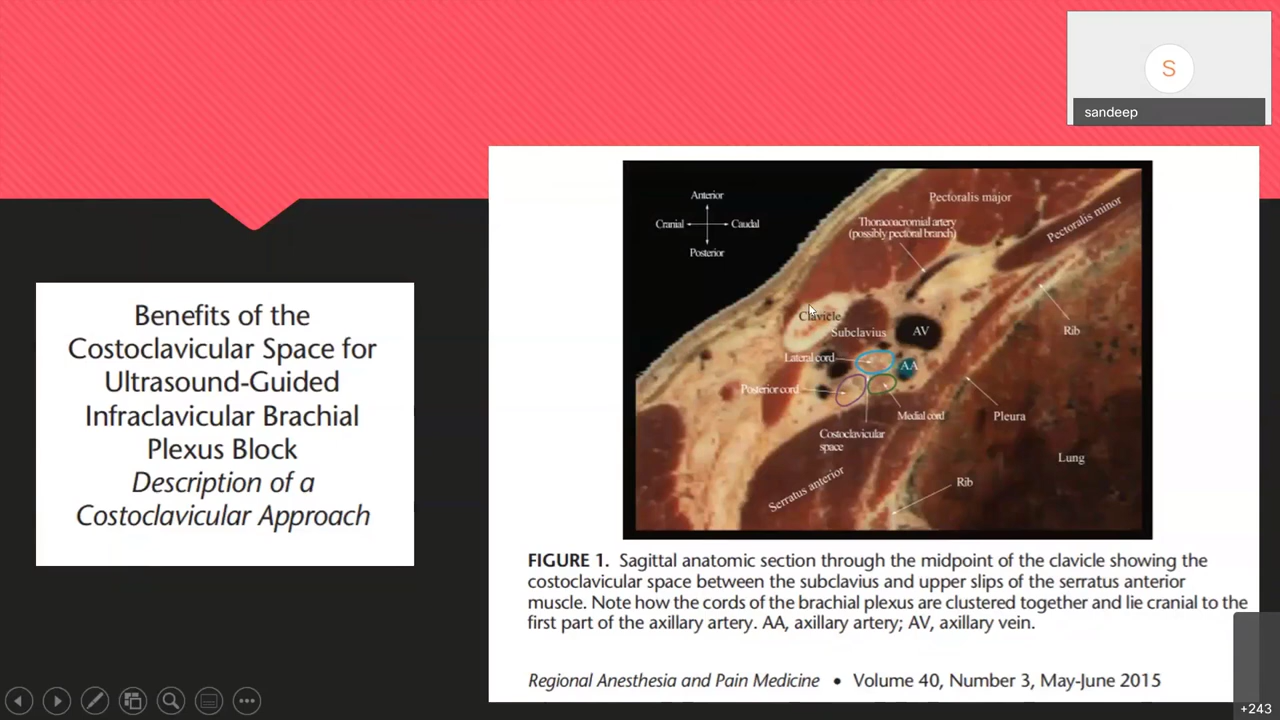 S
sandeep
Benefits of the
Costoclavicular Space for
Ultrasound-Guided
Infraclavicular Brachial
Plexus Block
Description of a
Costoclavicular Approach
Anterior
Cranial
Caudal
Posterior
Pectoralis major
Thoracoacromial artery
(possibly pectoral branch)
Pectoralis minor
Clavicle
Subclavius
AV
Rib
Lateral cord
AA
Posterior cord
Medial cord
Pleura
Costoclavicular
space
Lung
Serratus anterior
Rib
FIGURE 1. Sagittal anatomic section through the midpoint of the clavicle showing the
costoclavicular space between the subclavius and upper slips of the serratus anterior
muscle. Note how the cords of the brachial plexus are clustered together and lie cranial to the
first part of the axillary artery. AA, axillary artery; AV, axillary vein.
Regional Anesthesia and Pain Medicine • Volume 40, Number 3, May-June 2015
+243